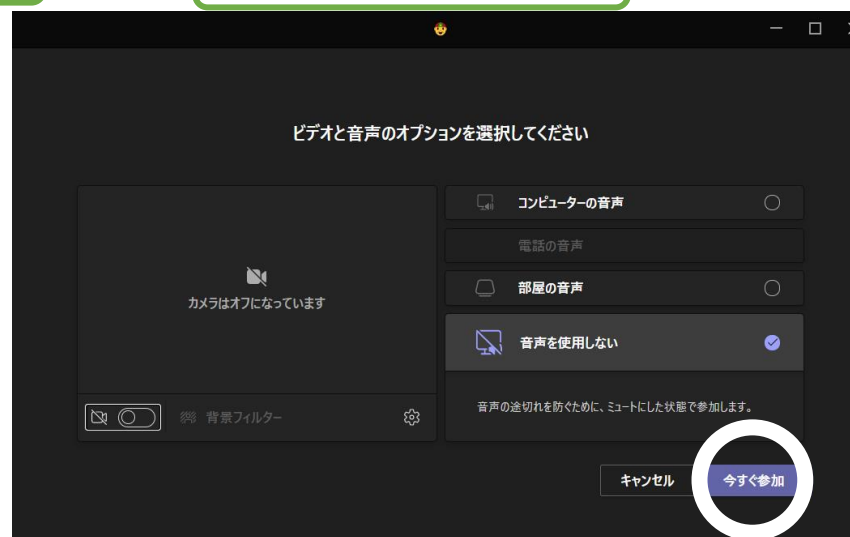 ビデオと音声のオプションを選択してください
コンピューターの音声
電話の音声
カメラはオフになっています
部屋の音声
音声を使用しない
背景フィルター
音声の途切れを防ぐために、ミュートにした状態で参加します。
キャンセル
今すぐ参加